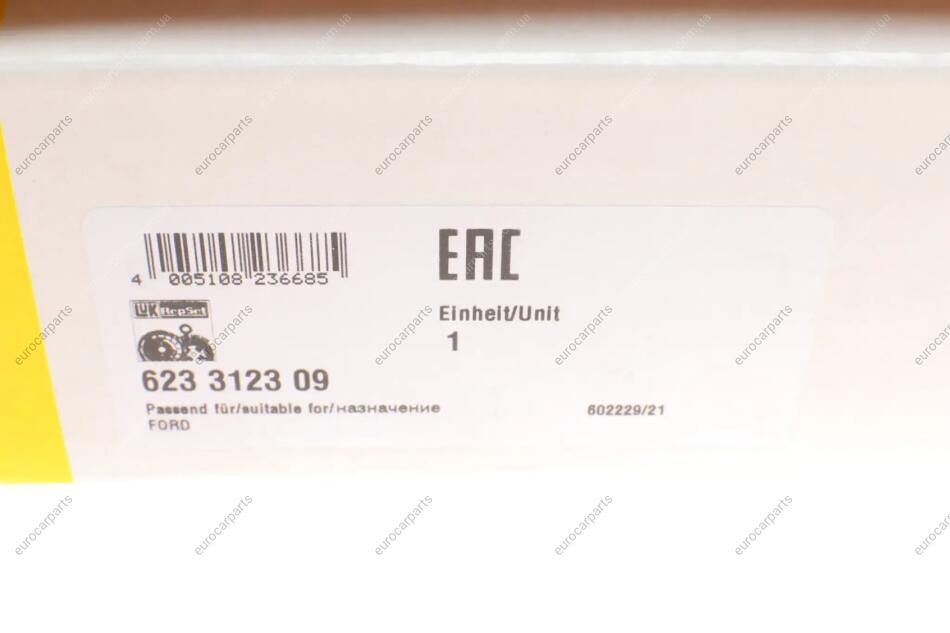 4 005108 236685
EAC
LUK RepSet
Einheit/Unit
1
623 3123 09
Passend für/suitable for/назначение
FORD
602229/21
eurocarparts